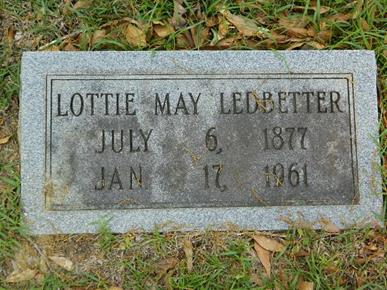 LOTTIE MAY LEDBETTER
JULY 6, 1877
JAN 17, 1961